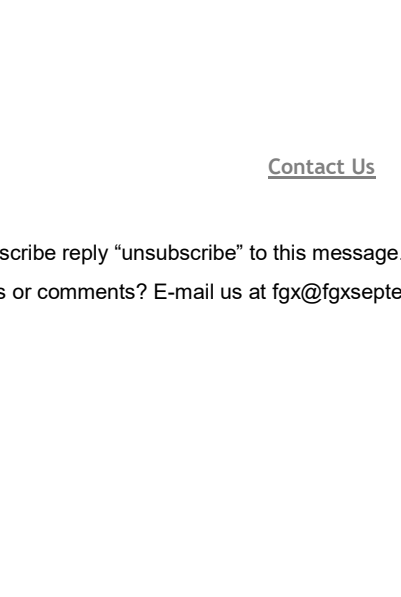 Contact Us
scribe reply “unsubscribe” to this message.
s or comments? E-mail us at fgx@fgxsepte